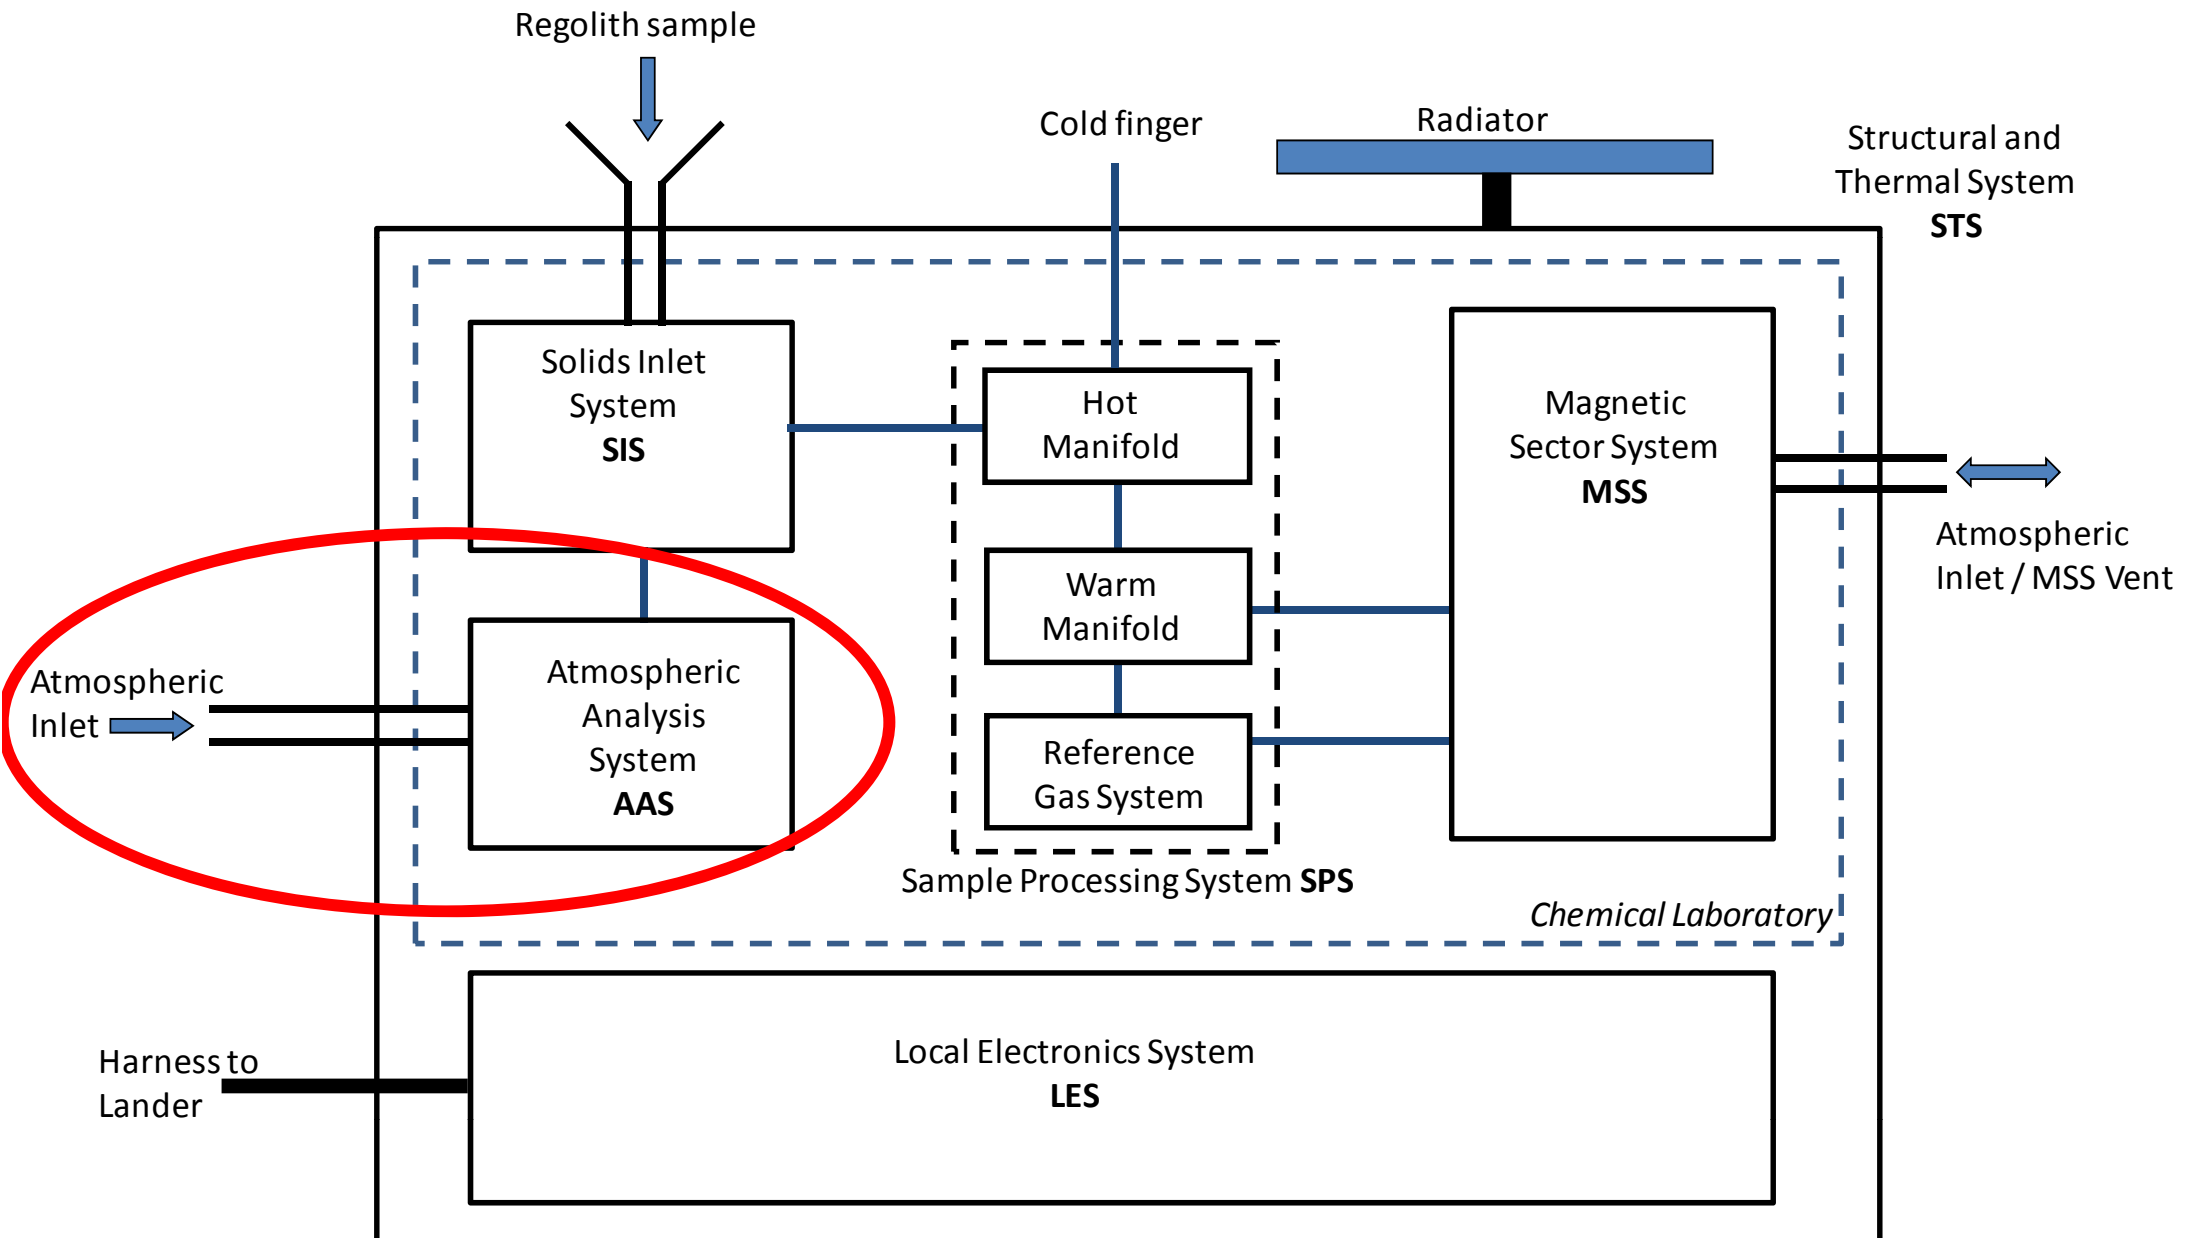 Regolith sample
Cold finger
Radiator
Structural and
Thermal System
STS
Solids Inlet
System
SIS
Hot
Manifold
Magnetic
Sector System
MSS
Atmospheric
Inlet / MSS Vent
Warm
Manifold
Atmospheric
Inlet
Atmospheric
Analysis
System
AAS
Reference
Gas System
Sample Processing System SPS
Chemical Laboratory
Harness to
Lander
Local Electronics System
LES